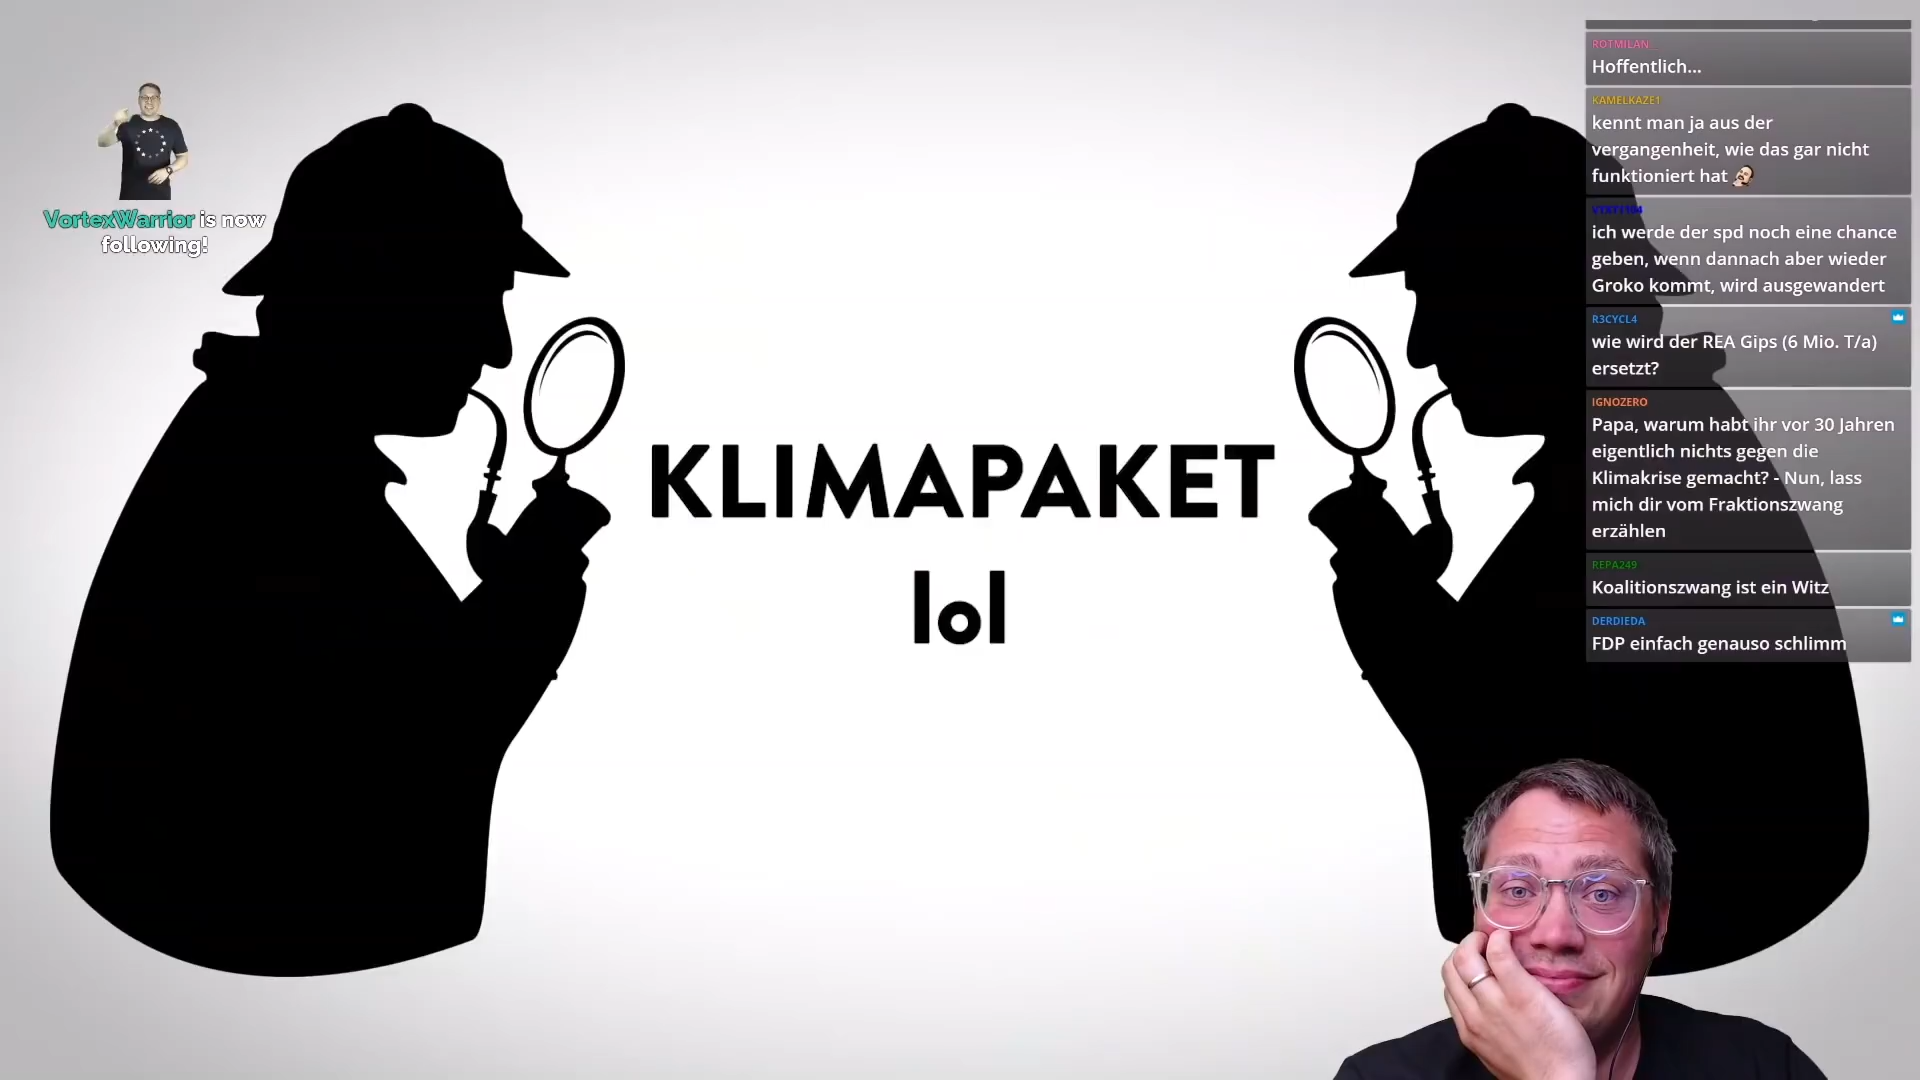 VortexWarrior is now
following!
KLIMAPAKET
lol
ROTMILAN_
Hoffentlich...
KAMELKAZE1
kennt man ja aus der
vergangenheit, wie das gar nicht
funktioniert hat
ich werde der spd noch eine chance
geben, wenn dannach aber wieder
Groko kommt, wird ausgewandert
R3CYCL4
wie wird der REA Gips (6 Mio. T/a)
ersetzt?
IGNOZERO
Papa, warum habt ihr vor 30 Jahren
eigentlich nichts gegen die
Klimakrise gemacht? - Nun, lass
mich dir vom Fraktionszwang
erzählen
REPA249
Koalitionszwang ist ein Witz
DERDIEDA
FDP einfach genauso schlimm